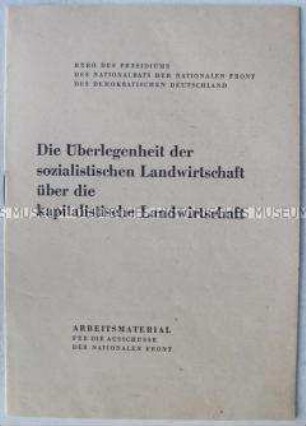 BÜRO DES PRÄSIDIUMS
DES NATIONALRATS DER NATIONALEN FRONT
DES DEMOKRATISCHEN DEUTSCHLAND
Die Überlegenheit der
sozialistischen Landwirtschaft
über die
kapitalistische Landwirtschaft
ARBEITSMATERIAL
FÜR DIE AUSSCHÜSSE
DER NATIONALEN FRONT